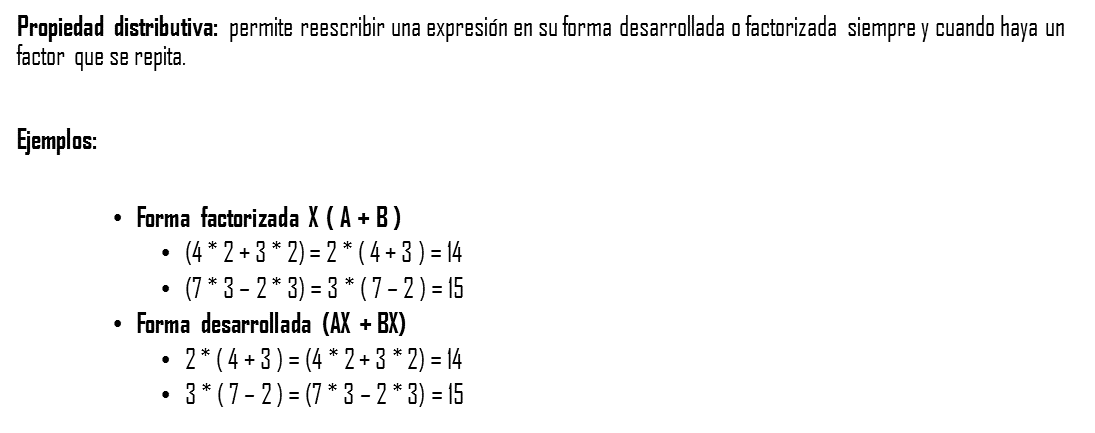 Propiedad distributiva: permite reescribir una expresión en su forma desarrollada o factorizada siempre y cuando haya un
factor que se repita.
Ejemplos:
• Forma factorizada X ( A + B )
• (4 * 2 + 3 * 2) = 2 * ( 4 + 3 ) = 14
• (7 * 3 – 2 * 3) = 3 * ( 7 – 2 ) = 15
• Forma desarrollada (AX + BX)
• 2 * ( 4 + 3 ) = (4 * 2 + 3 * 2) = 14
• 3 * ( 7 – 2 ) = (7 * 3 – 2 * 3) = 15